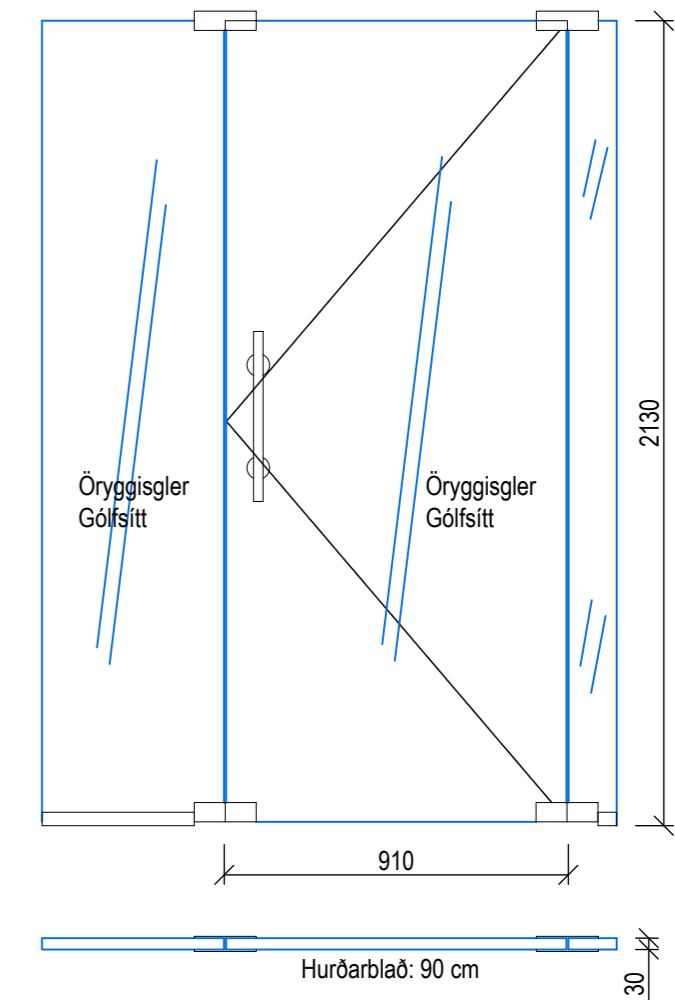 2130
Öryggisgler
Gólfsítt
Öryggisgler
Gólfsítt
910
Hurðarblað: 90 cm
30